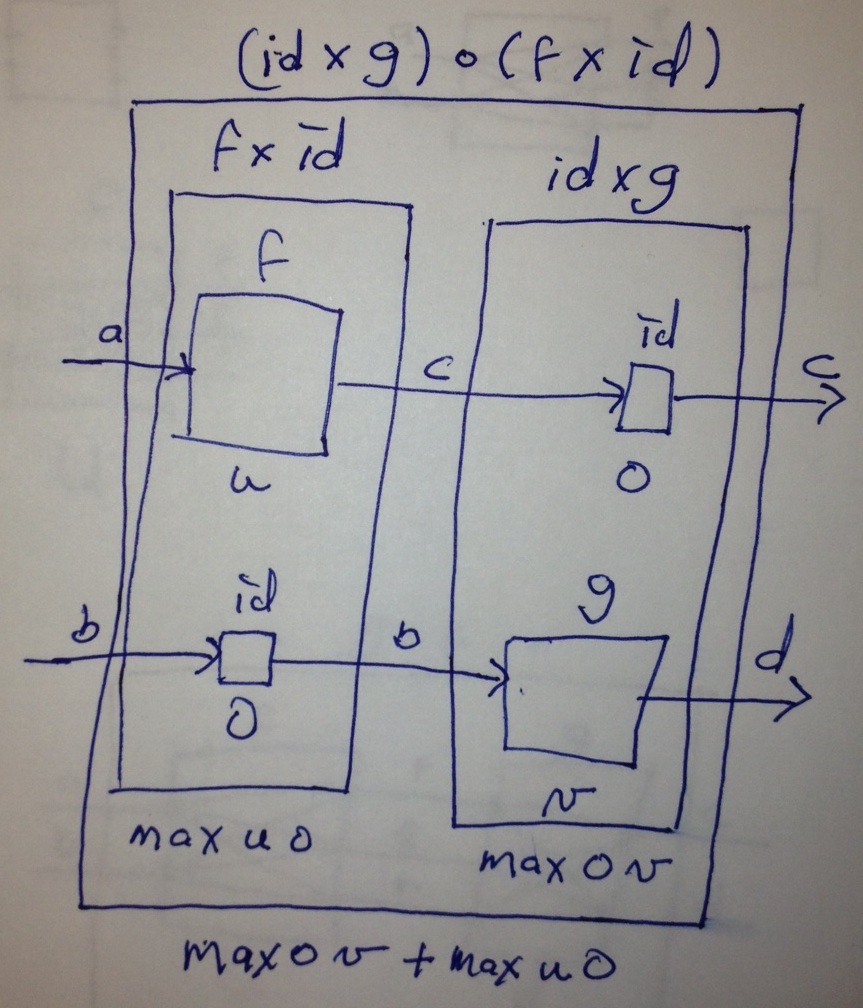 (id x g) ∘ (f x id)
f x id
id x g
f
id
a
c
c
u
0
id
g
b
b
d
0
v
max u 0
max 0 v
max 0 v + max u 0